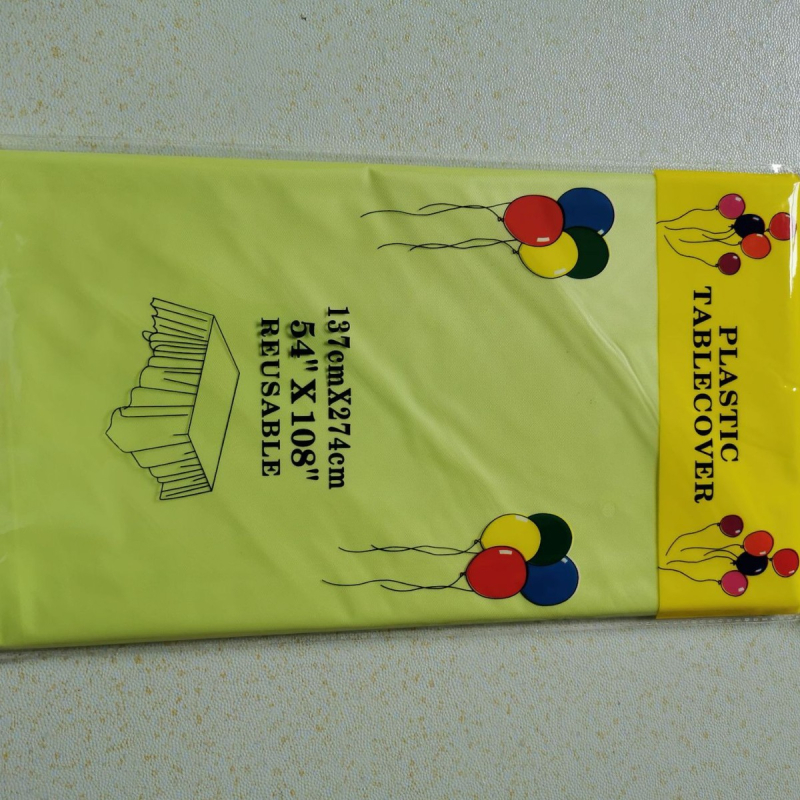 PLASTIC
TABLECOVER
137cmX274cm
54" X 108"
REUSABLE